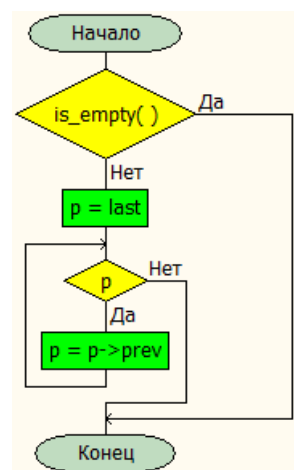 Начало
is_empty( )
Да
Нет
p = last
p
Нет
Да
p = p->prev
Конец